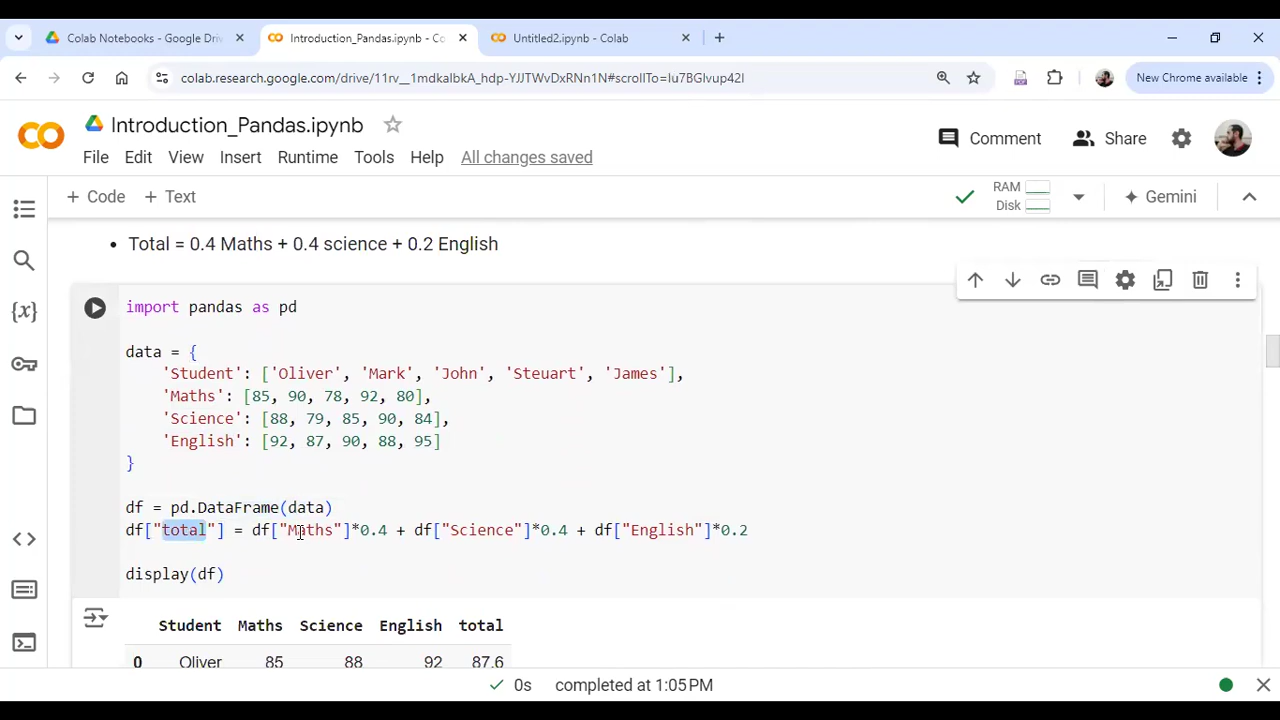 Colab Notebooks - Google Driv
Introduction_Pandas.ipynb - Co
Untitled2.ipynb - Colab
colab.research.google.com/drive/11rv__1mdkaIbkA_hdp-YJJTWvDxRNn1N#scrollTo=Iu7BGlvup42l
New Chrome available
Introduction_Pandas.ipynb
File Edit View Insert Runtime Tools Help All changes saved
Comment
Share
+ Code + Text
RAM
Disk
Gemini
• Total = 0.4 Maths + 0.4 science + 0.2 English
import pandas as pd
data = {
'Student': ['Oliver', 'Mark', 'John', 'Steuart', 'James'],
'Maths': [85, 90, 78, 92, 80],
'Science': [88, 79, 85, 90, 84],
'English': [92, 87, 90, 88, 95]
}
df = pd.DataFrame(data)
df["total"] = df["Maths"]*0.4 + df["Science"]*0.4 + df["English"]*0.2
display(df)
Student Maths Science English total
0 Oliver 85 88 92 87.6
0s completed at 1:05 PM